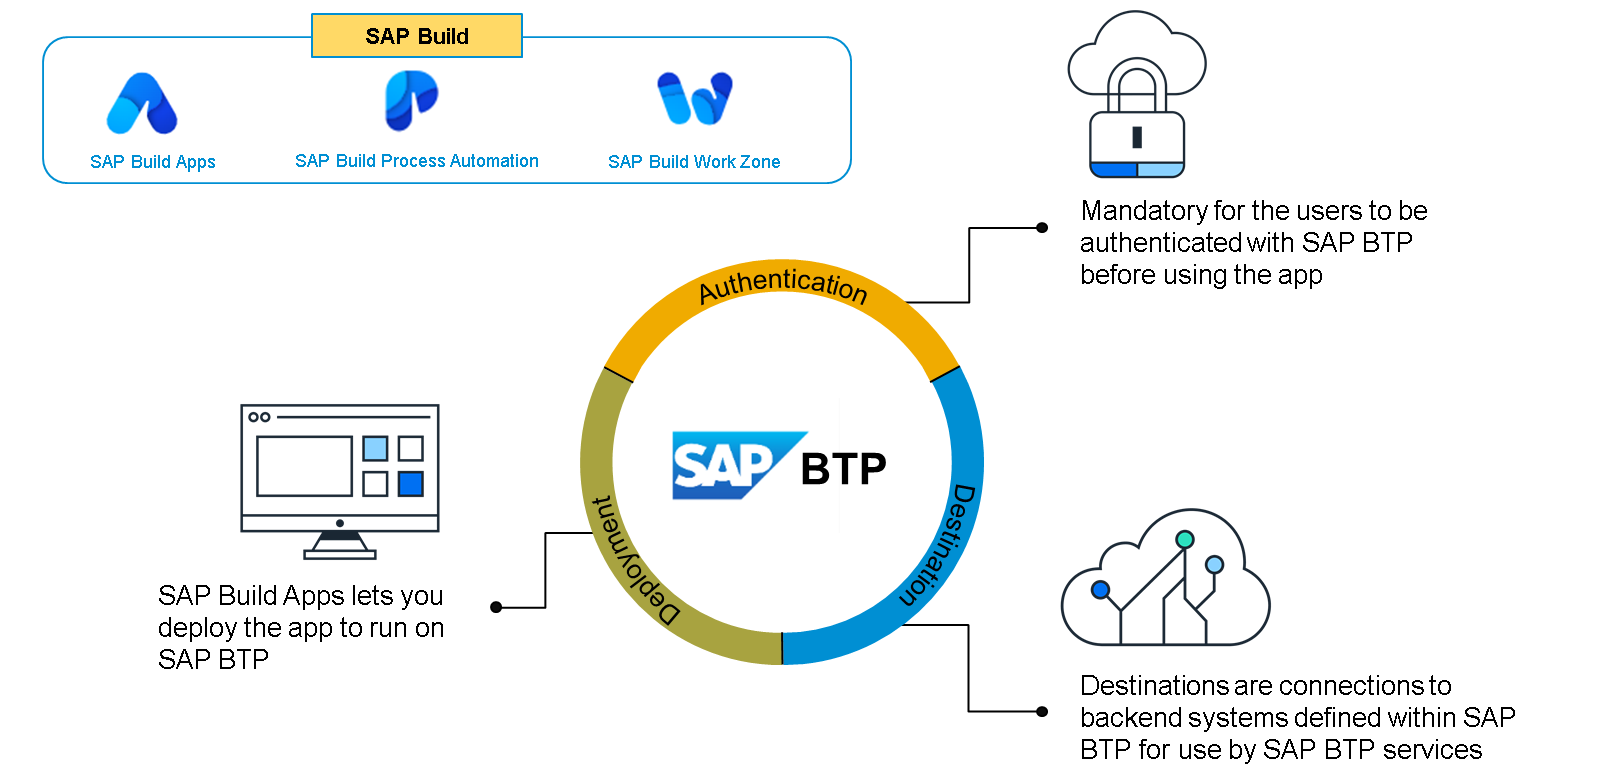 SAP Build
SAP Build Apps
SAP Build Process Automation
SAP Build Work Zone
Mandatory for the users to be
authenticated with SAP BTP
before using the app
Authentication
SAP BTP
Deployment
Destination
SAP Build Apps lets you
deploy the app to run on
SAP BTP
Destinations are connections to
backend systems defined within SAP
BTP for use by SAP BTP services